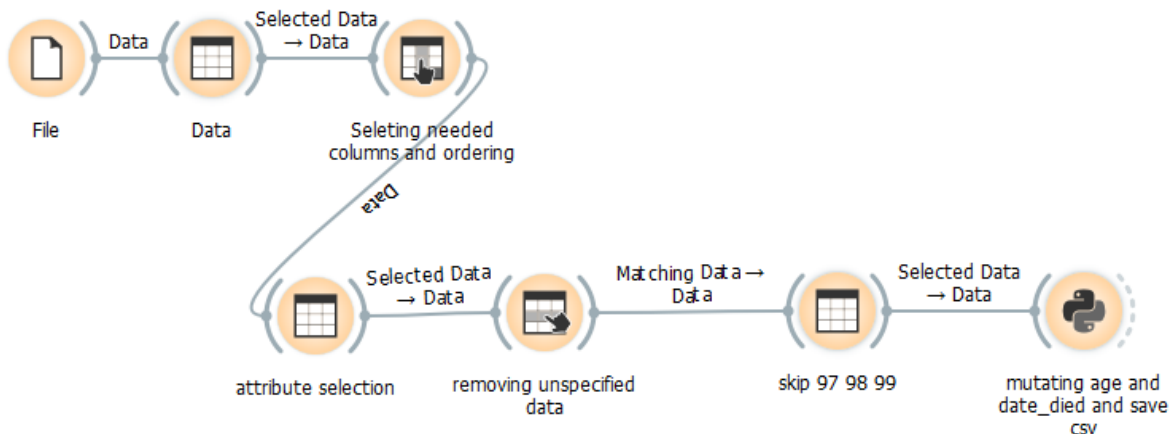 Data
Selected Data
→ Data
File
Data
Seleting needed
columns and ordering
Data
Selected Data
→ Data
Matching Data →
Data
Selected Data
→ Data
attribute selection
removing unspecified
data
skip 97 98 99
mutating age and
date_died and save
csv